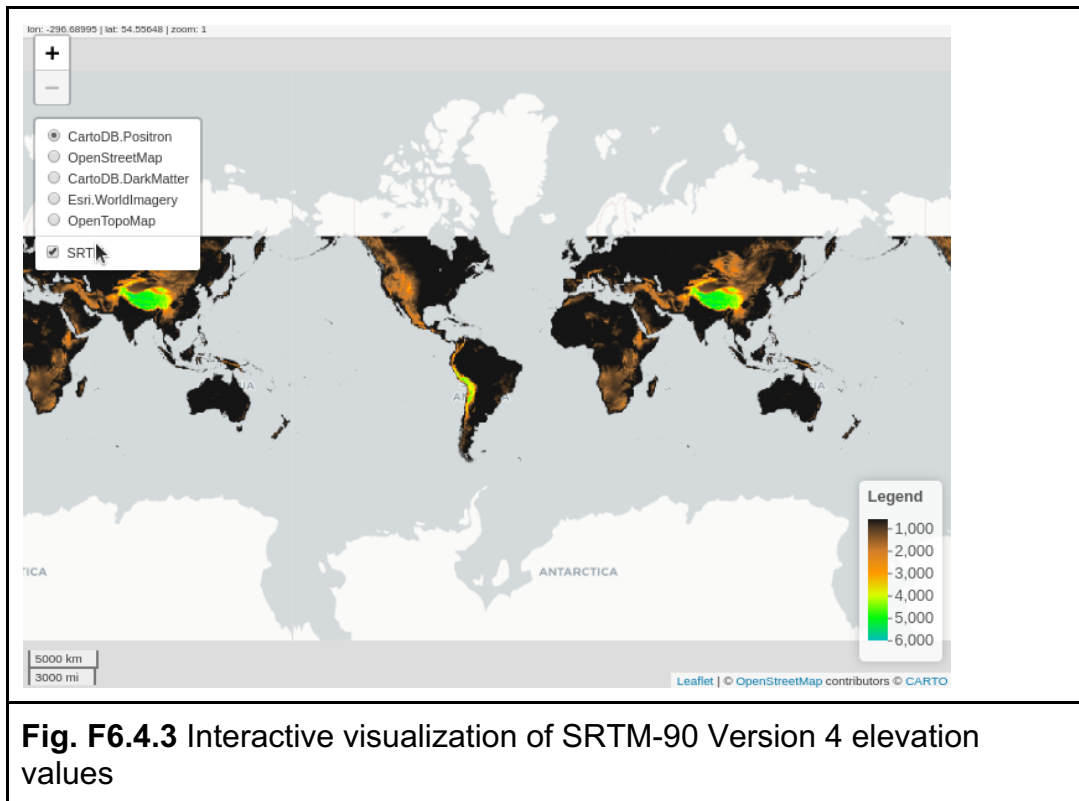 lon: -296.68995 | lat: 54.55648 | zoom: 1
+
−
CartoDB.Positron
OpenStreetMap
CartoDB.DarkMatter
Esri.WorldImagery
OpenTopoMap
ANTARCTICA
Legend
1,000
2,000
3,000
4,000
5,000
6,000
5000 km
3000 mi
Leaflet | © OpenStreetMap contributors © CARTO
Fig. F6.4.3 Interactive visualization of SRTM-90 Version 4 elevation
values